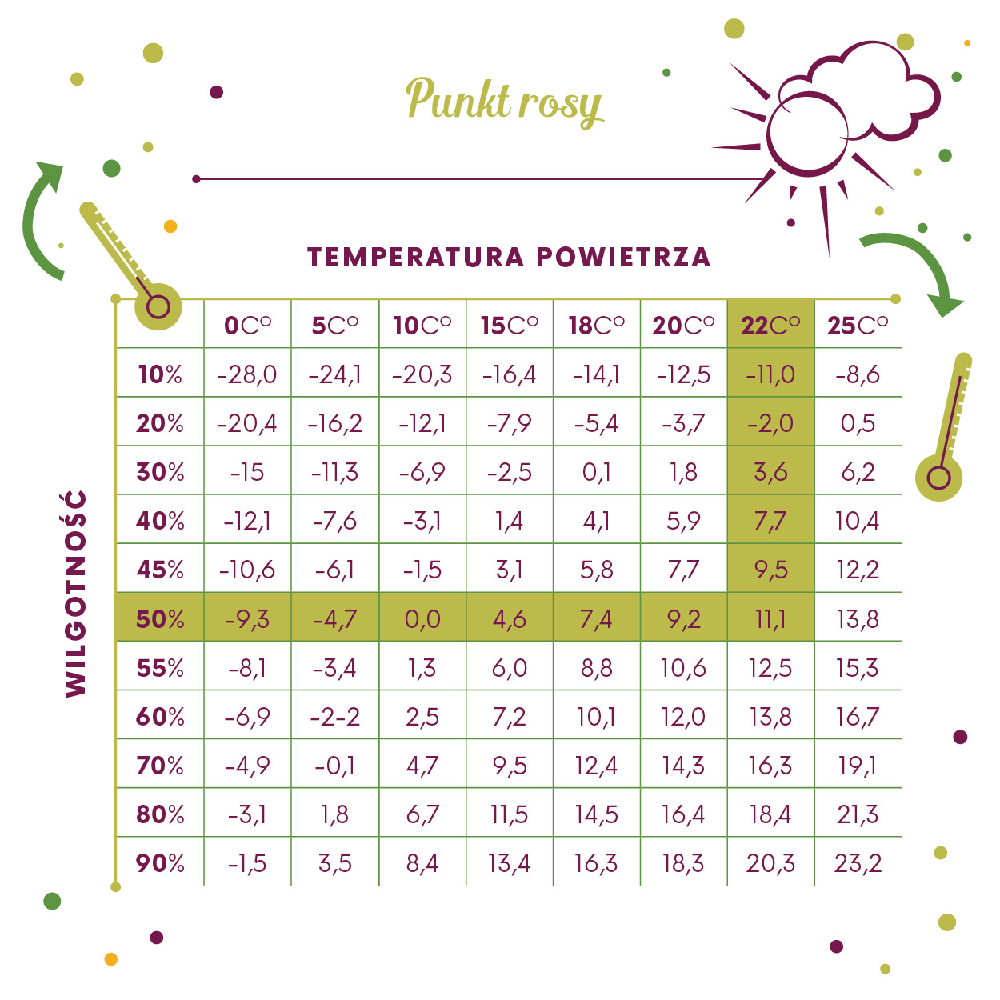 Punkt rosy
TEMPERATURA POWIETRZA
0C° 5C° 10C° 15C° 18C° 20C° 22C° 25C°
10% -28,0 -24,1 -20,3 -16,4 -14,1 -12,5 -11,0 -8,6
20% -20,4 -16,2 -12,1 -7,9 -5,4 -3,7 -2,0 0,5
30% -15 -11,3 -6,9 -2,5 0,1 1,8 3,6 6,2
40% -12,1 -7,6 -3,1 1,4 4,1 5,9 7,7 10,4
45% -10,6 -6,1 -1,5 3,1 5,8 7,7 9,5 12,2
50% -9,3 -4,7 0,0 4,6 7,4 9,2 11,1 13,8
55% -8,1 -3,4 1,3 6,0 8,8 10,6 12,5 15,3
60% -6,9 -2-2 2,5 7,2 10,1 12,0 13,8 16,7
70% -4,9 -0,1 4,7 9,5 12,4 14,3 16,3 19,1
80% -3,1 1,8 6,7 11,5 14,5 16,4 18,4 21,3
90% -1,5 3,5 8,4 13,4 16,3 18,3 20,3 23,2
WILGOTNOŚĆ